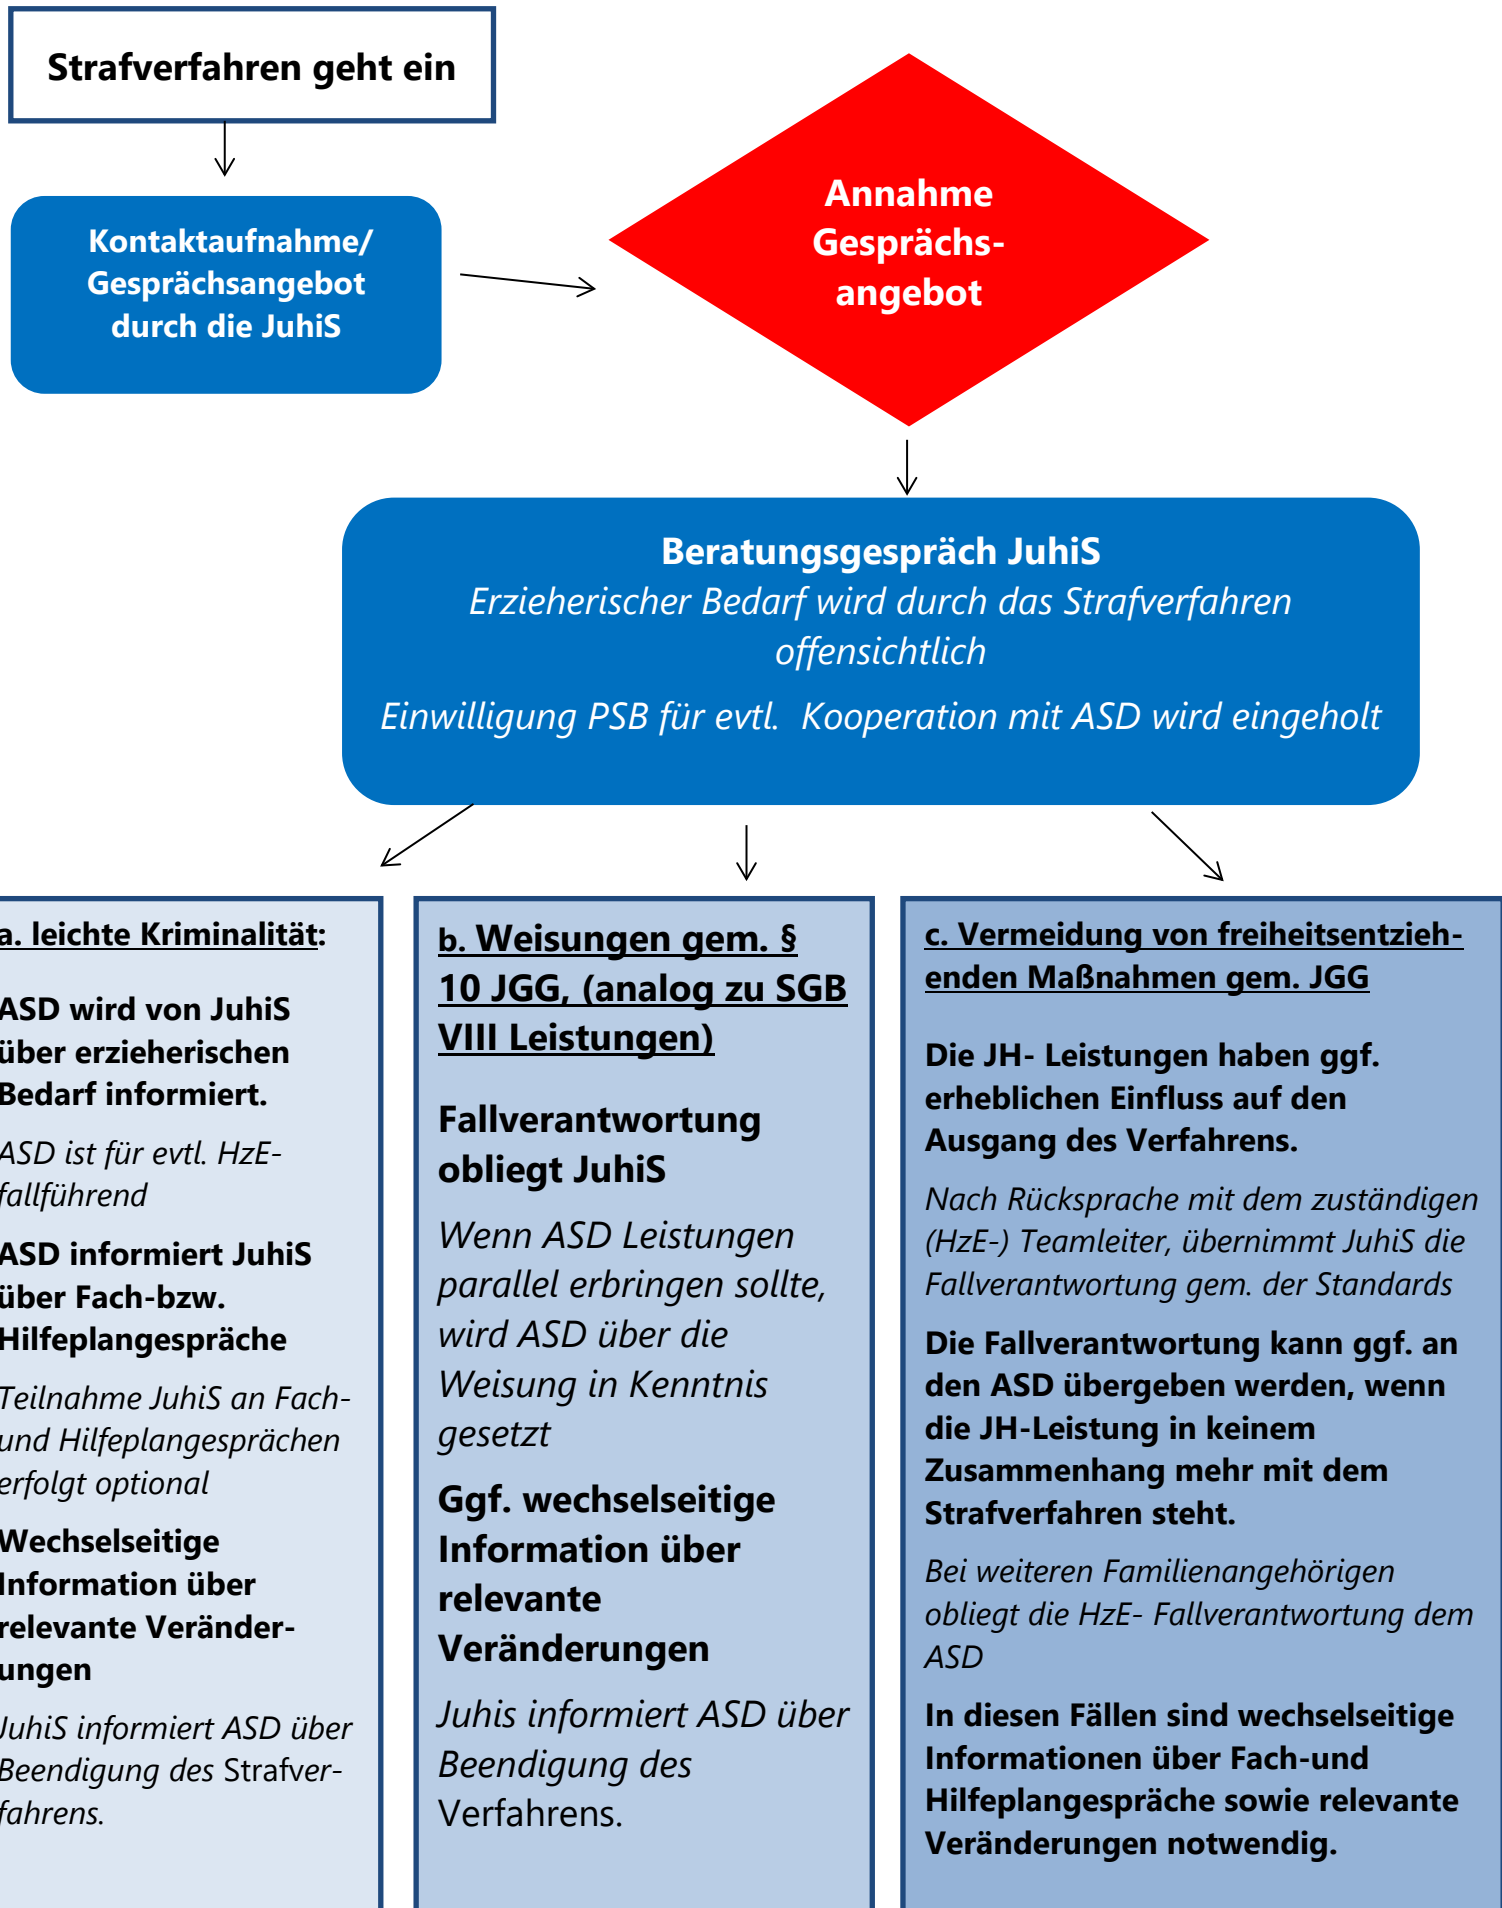 Strafverfahren geht ein
Kontaktaufnahme/
Gesprächsangebot
durch die JuhiS
Annahme
Gesprächs-
angebot
Beratungsgespräch JuhiS
Erzieherischer Bedarf wird durch das Strafverfahren
offensichtlich
Einwilligung PSB für evtl.  Kooperation mit ASD wird eingeholt
a. leichte Kriminalität:
ASD wird von JuhiS
über erzieherischen
Bedarf informiert.
ASD ist für evtl. HzE-
fallführend
ASD informiert JuhiS
über Fach-bzw.
Hilfeplangespräche
Teilnahme JuhiS an Fach-
und Hilfeplangesprächen
erfolgt optional
Wechselseitige
Information über
relevante Veränder-
ungen
JuhiS informiert ASD über
Beendigung des Strafver-
fahrens.
b. Weisungen gem. §
10 JGG, (analog zu SGB
VIII Leistungen)
Fallverantwortung
obliegt JuhiS
Wenn ASD Leistungen
parallel erbringen sollte,
wird ASD über die
Weisung in Kenntnis
gesetzt
Ggf. wechselseitige
Information über
relevante
Veränderungen
Juhis informiert ASD über
Beendigung des
Verfahrens.
c. Vermeidung von freiheitsentzieh-
enden Maßnahmen gem. JGG
Die JH- Leistungen haben ggf.
erheblichen Einfluss auf den
Ausgang des Verfahrens.
Nach Rücksprache mit dem zuständigen
(HzE-) Teamleiter, übernimmt JuhiS die
Fallverantwortung gem. der Standards
Die Fallverantwortung kann ggf. an
den ASD übergeben werden, wenn
die JH-Leistung in keinem
Zusammenhang mehr mit dem
Strafverfahren steht.
Bei weiteren Familienangehörigen
obliegt die HzE- Fallverantwortung dem
ASD
In diesen Fällen sind wechselseitige
Informationen über Fach-und
Hilfeplangespräche sowie relevante
Veränderungen notwendig.